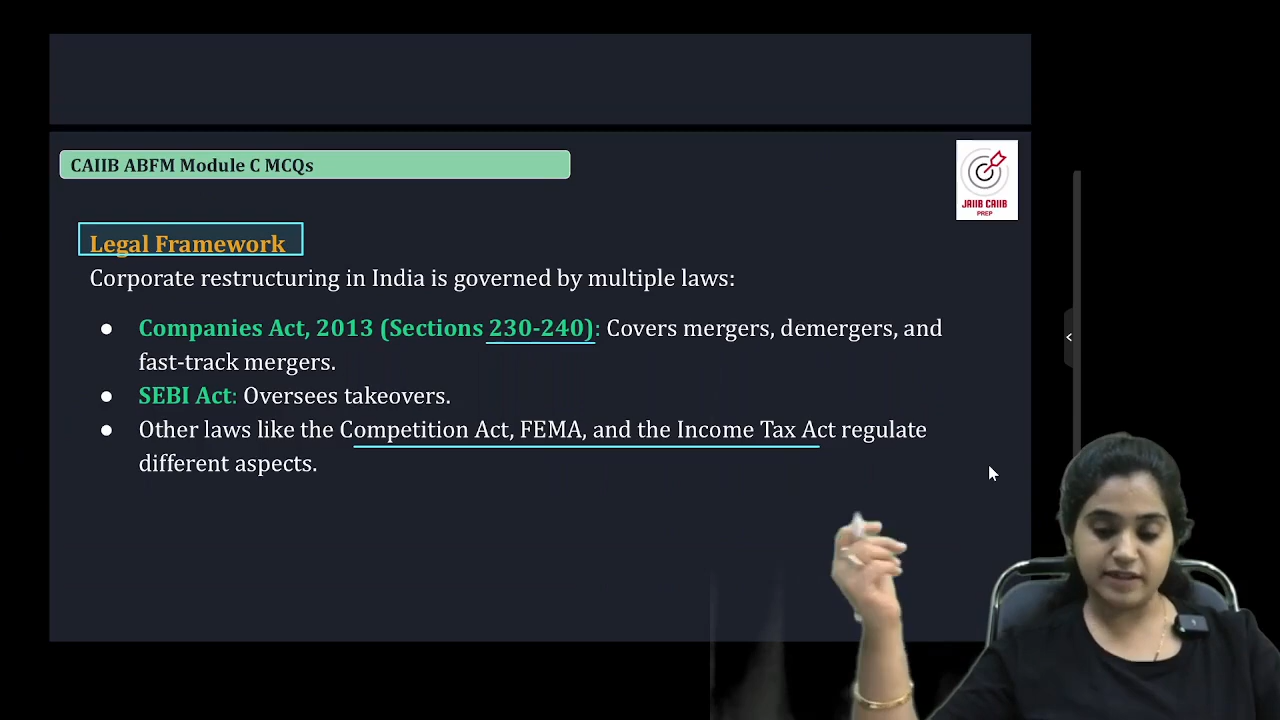 CAIIB ABFM Module C MCQs
JAIIB CAIIB
PREP
Legal Framework
Corporate restructuring in India is governed by multiple laws:
● Companies Act, 2013 (Sections 230-240): Covers mergers, demergers, and
fast-track mergers.
● SEBI Act: Oversees takeovers.
● Other laws like the Competition Act, FEMA, and the Income Tax Act regulate
different aspects.